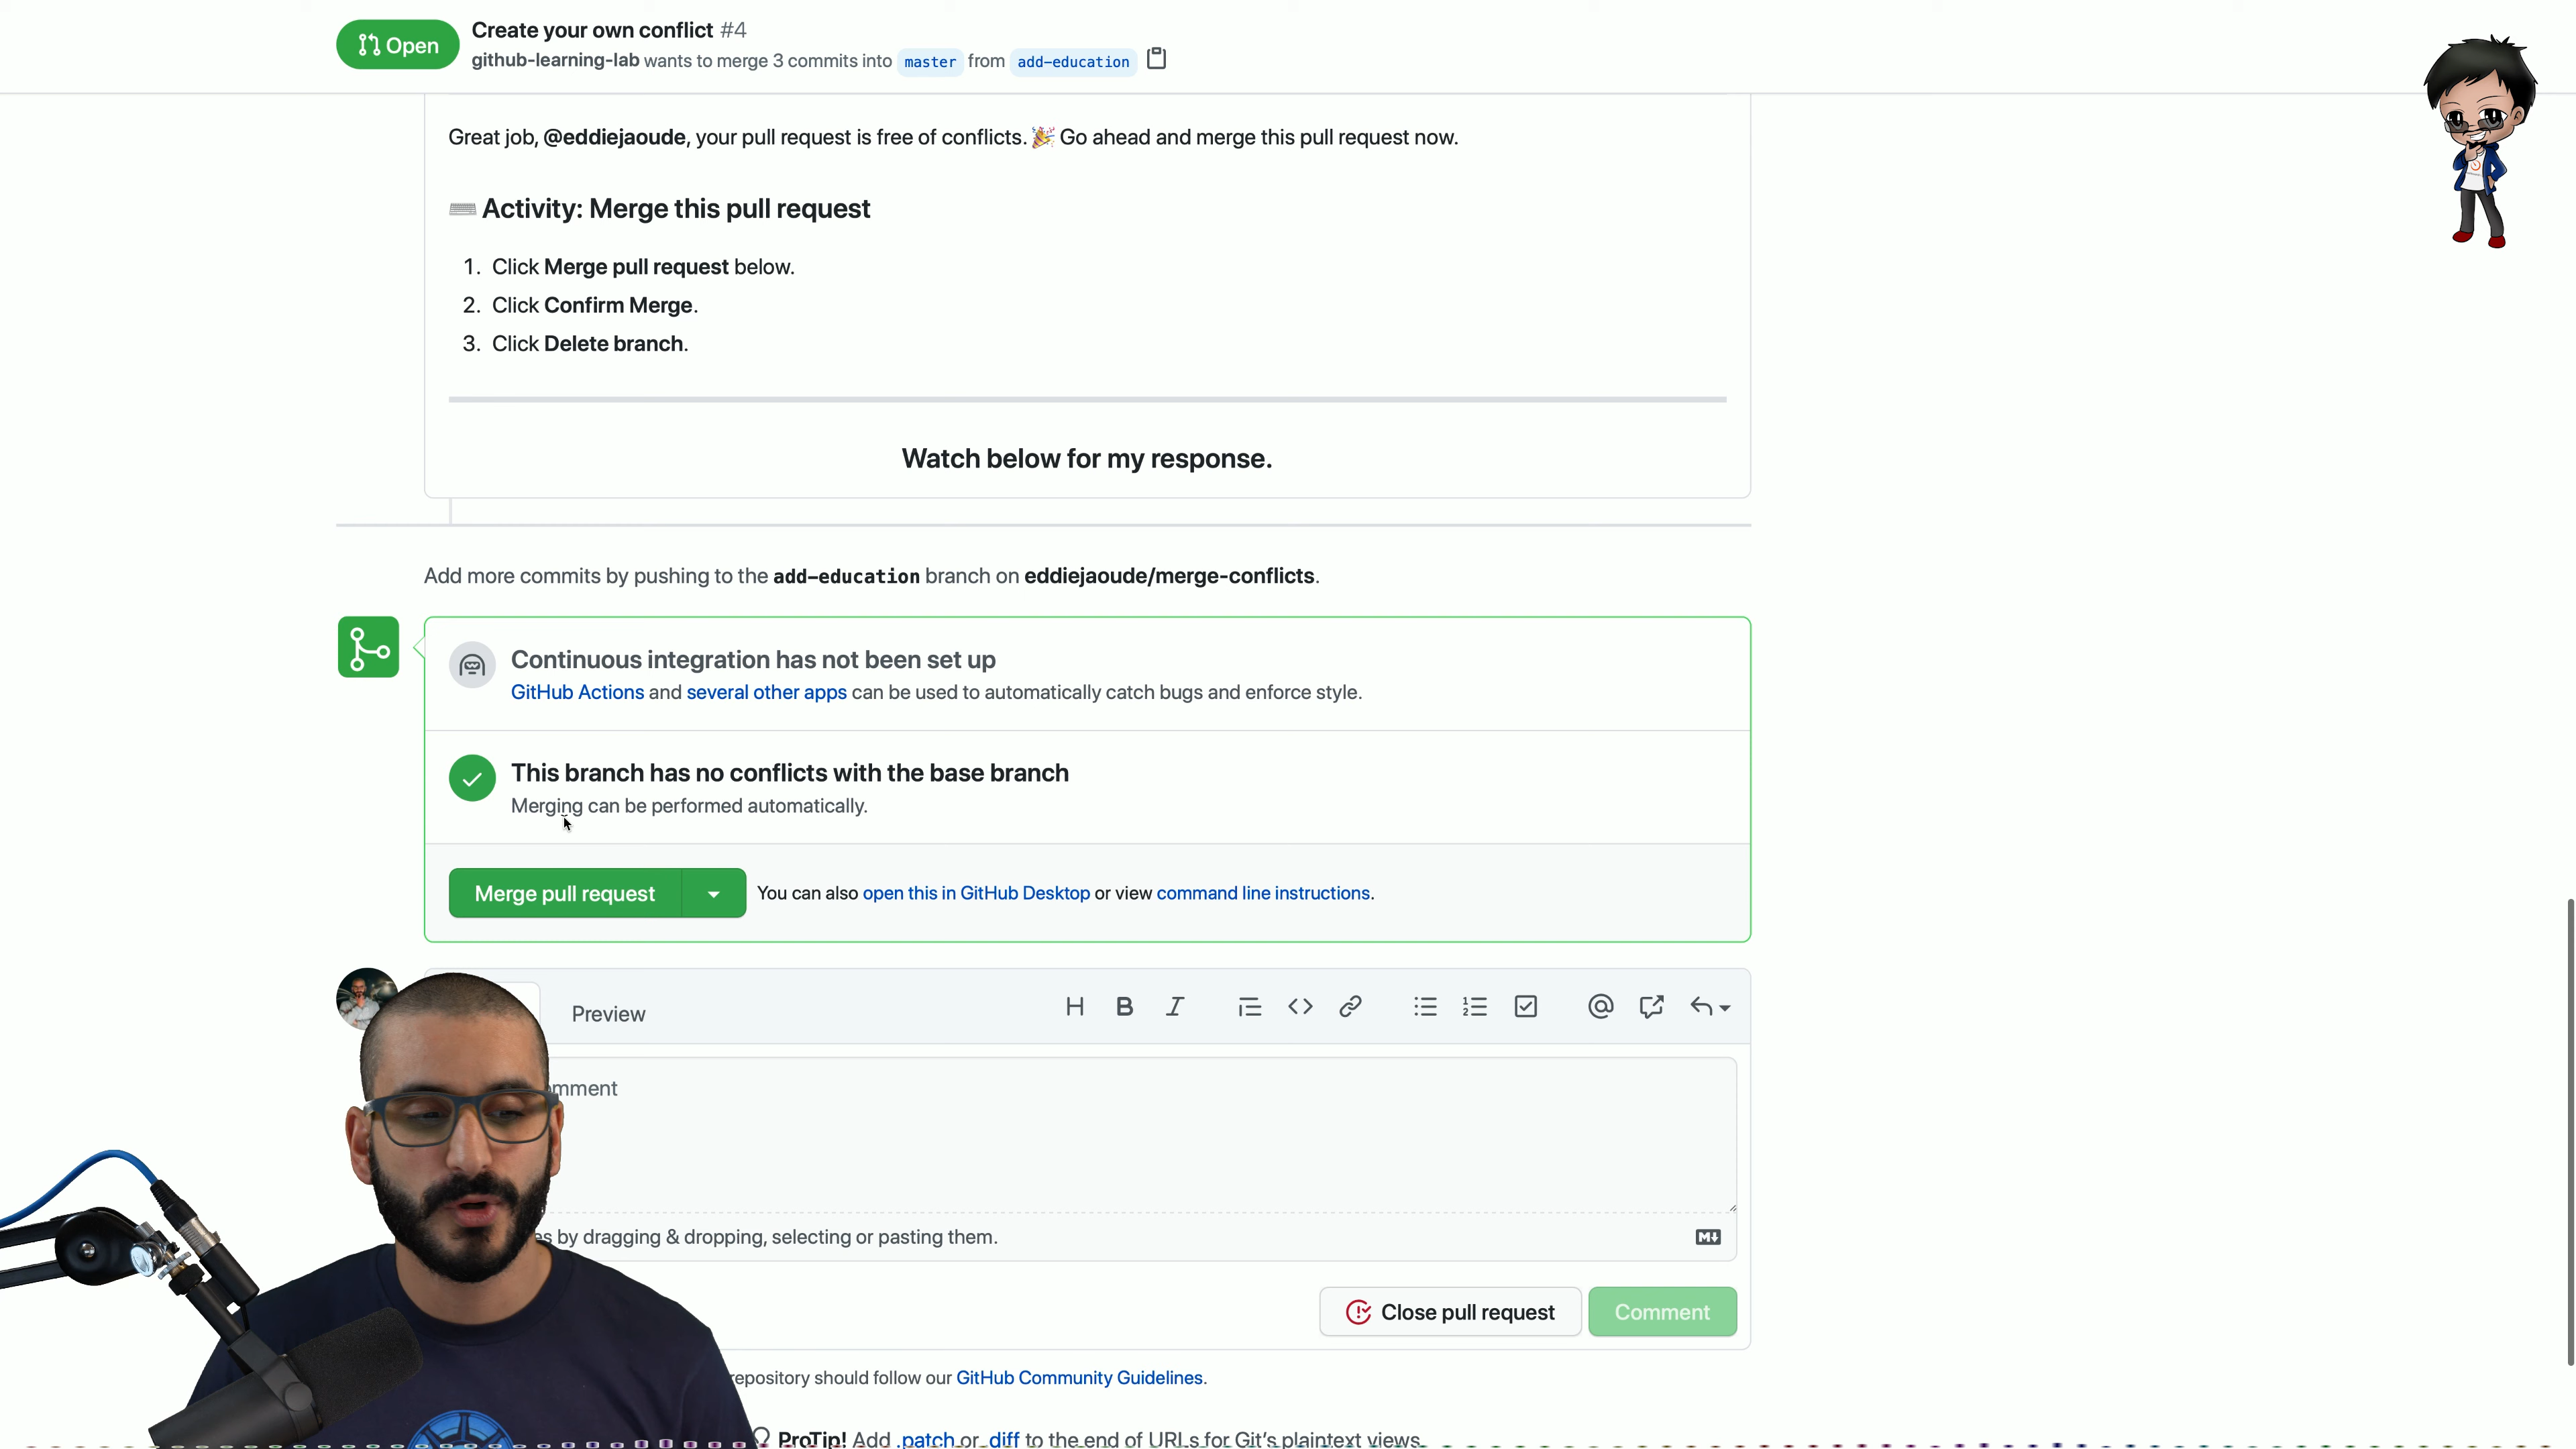 Open
Create your own conflict #4
github-learning-lab wants to merge 3 commits into master from add-education
Great job, @eddiejaoude, your pull request is free of conflicts. 🎉 Go ahead and merge this pull request now.
⌨️ Activity: Merge this pull request
1. Click Merge pull request below.
2. Click Confirm Merge.
3. Click Delete branch.
Watch below for my response.
Add more commits by pushing to the add-education branch on eddiejaoude/merge-conflicts.
Continuous integration has not been set up
GitHub Actions and several other apps can be used to automatically catch bugs and enforce style.
This branch has no conflicts with the base branch
Merging can be performed automatically.
Merge pull request
You can also open this in GitHub Desktop or view command line instructions.
Preview
by dragging & dropping, selecting or pasting them.
Close pull request
Comment
repository should follow our GitHub Community Guidelines.
ProTip! Add .patch or .diff to the end of URLs for Git's plaintext views.